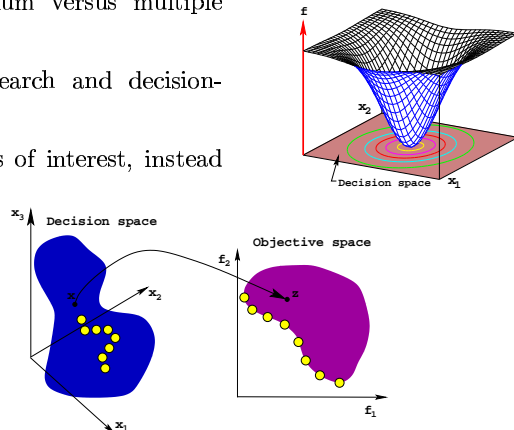 versus multiple
f
earch and decision-
x2
s of interest, instead
Decision space
x1
x3
Decision space
Objective space
f2
x
x2
z
x1
f1